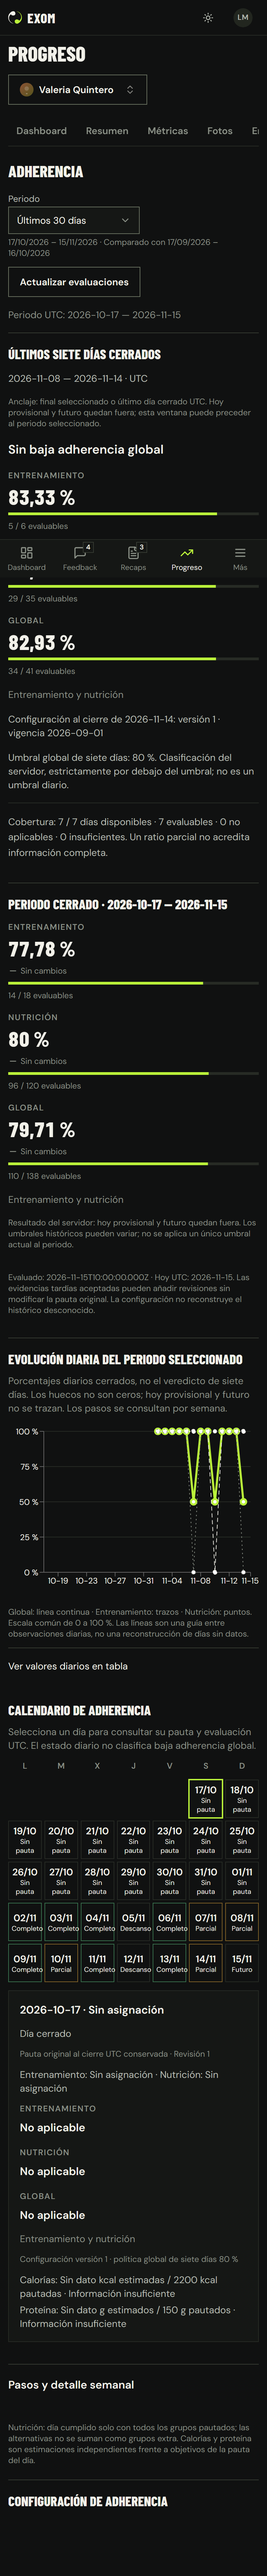 EXOM
LM
PROGRESO
Valeria Quintero
Dashboard Resumen Métricas Fotos
ADHERENCIA
Periodo
Últimos 30 días
17/10/2026 – 15/11/2026 · Comparado con 17/09/2026 –
16/10/2026
Actualizar evaluaciones
Periodo UTC: 2026-10-17 — 2026-11-15
ÚLTIMOS SIETE DÍAS CERRADOS
2026-11-08 — 2026-11-14 · UTC
Anclaje: final seleccionado o último día cerrado UTC. Hoy
provisional y futuro quedan fuera; esta ventana puede preceder
al periodo seleccionado.
Sin baja adherencia global
ENTRENAMIENTO
83,33 %
5 / 6 evaluables
4
3
Dashboard Feedback Recaps Progreso Más
29 / 35 evaluables
GLOBAL
82,93 %
34 / 41 evaluables
Entrenamiento y nutrición
Configuración al cierre de 2026-11-14: versión 1 ·
vigencia 2026-09-01
Umbral global de siete días: 80 %. Clasificación del
servidor, estrictamente por debajo del umbral; no es un
umbral diario.
Cobertura: 7 / 7 días disponibles · 7 evaluables · 0 no
aplicables · 0 insuficientes. Un ratio parcial no acredita
información completa.
PERIODO CERRADO · 2026-10-17 — 2026-11-15
ENTRENAMIENTO
77,78 %
— Sin cambios
14 / 18 evaluables
NUTRICIÓN
80 %
— Sin cambios
96 / 120 evaluables
GLOBAL
79,71 %
— Sin cambios
110 / 138 evaluables
Entrenamiento y nutrición
Resultado del servidor: hoy provisional y futuro quedan fuera. Los
umbrales históricos pueden variar; no se aplica un único umbral
actual al periodo.
Evaluado: 2026-11-15T10:00:00.000Z · Hoy UTC: 2026-11-15. Las
evidencias tardías aceptadas pueden añadir revisiones sin
modificar la pauta original. La configuración no reconstruye el
histórico desconocido.
EVOLUCIÓN DIARIA DEL PERIODO SELECCIONADO
Porcentajes diarios cerrados, no el veredicto de siete
días. Los huecos no son ceros; hoy provisional y futuro
no se trazan. Los pasos se consultan por semana.
100 %
75 %
50 %
25 %
0 %
10-19 10-23 10-27 10-31 11-04 11-08 11-12 11-15
Global: línea continua · Entrenamiento: trazos · Nutrición: puntos.
Escala común de 0 a 100 %. Las líneas son una guía entre
observaciones diarias, no una reconstrucción de días sin datos.
Ver valores diarios en tabla
CALENDARIO DE ADHERENCIA
Selecciona un día para consultar su pauta y evaluación
UTC. El estado diario no clasifica baja adherencia global.
L M X J V S D
17/10 18/10
Sin Sin
pauta pauta
19/10 20/10 21/10 22/10 23/10 24/10 25/10
Sin Sin Sin Sin Sin Sin Sin
pauta pauta pauta pauta pauta pauta pauta
26/10 27/10 28/10 29/10 30/10 31/10 01/11
Sin Sin Sin Sin Sin Sin Sin
pauta pauta pauta pauta pauta pauta pauta
02/11 03/11 04/11 05/11 06/11 07/11 08/11
Completo Completo Completo Descanso Completo Parcial Parcial
09/11 10/11 11/11 12/11 13/11 14/11 15/11
Completo Parcial Completo Descanso Completo Parcial Futuro
2026-10-17 · Sin asignación
Día cerrado
Pauta original al cierre UTC conservada · Revisión 1
Entrenamiento: Sin asignación · Nutrición: Sin
asignación
ENTRENAMIENTO
No aplicable
NUTRICIÓN
No aplicable
GLOBAL
No aplicable
Entrenamiento y nutrición
Configuración versión 1 · política global de siete días 80 %
Calorías: Sin dato kcal estimadas / 2200 kcal
pautadas · Información insuficiente
Proteína: Sin dato g estimados / 150 g pautados ·
Información insuficiente
Pasos y detalle semanal
Nutrición: día cumplido solo con todos los grupos pautados; las
alternativas no se suman como grupos extra. Calorías y proteína
son estimaciones independientes frente a objetivos de la pauta
del día.
CONFIGURACIÓN DE ADHERENCIA